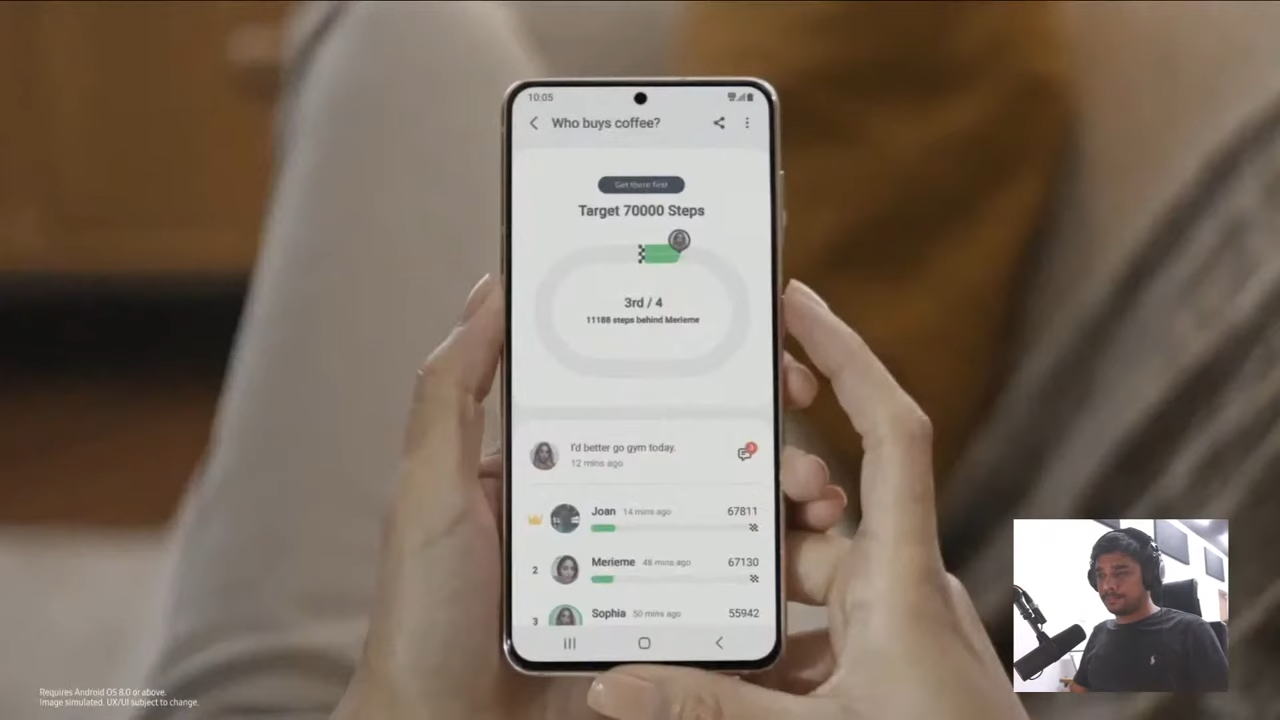 10:05
Who buys coffee?
Get there first
Target 70000 Steps
3rd / 4
11188 steps behind Merieme
I'd better go gym today.
12 mins ago
3
Joan 14 mins ago 67811
2 Merieme 48 mins ago 67130
3 Sophia 50 mins ago 55942
Requires Android OS 8.0 or above.
Image simulated. UX/UI subject to change.